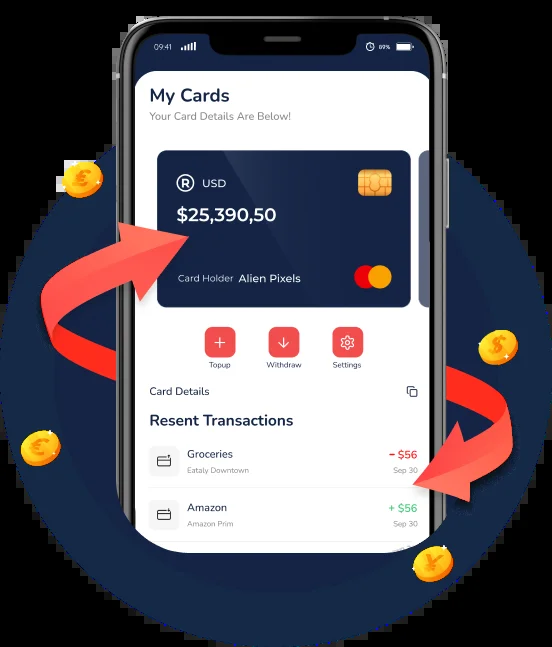 09:41
89%
My Cards
Your Card Details Are Below!
R USD
$25,390,50
Card Holder Alien Pixels
Topup Withdraw Settings
Card Details
Resent Transactions
Groceries - $56
Eataly Downtown Sep 30
Amazon + $56
Amazon Prim Sep 30
£
$
€
¥